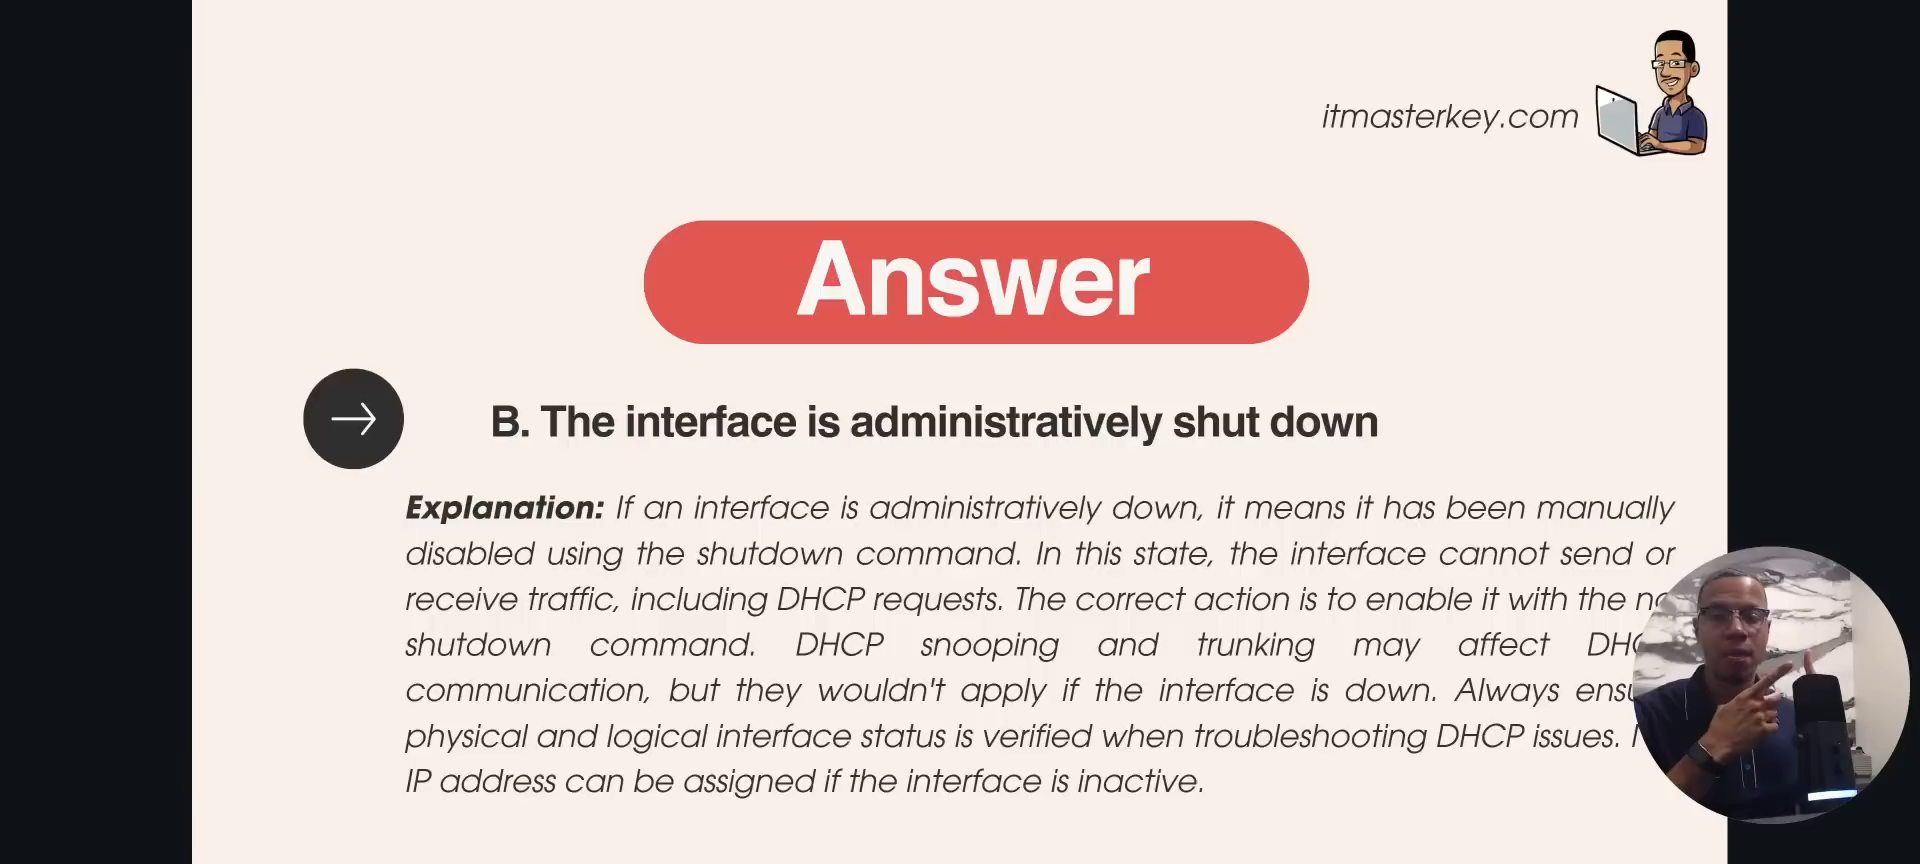 itmasterkey.com
Answer
B. The interface is administratively shut down
Explanation: If an interface is administratively down, it means it has been manually
disabled using the shutdown command. In this state, the interface cannot send or
receive traffic, including DHCP requests. The correct action is to enable it with the no
shutdown command. DHCP snooping and trunking may affect
communication, but they wouldn't apply if the interface is down. Always
physical and logical interface status is verified when troubleshooting DHCP issues.
IP address can be assigned if the interface is inactive.